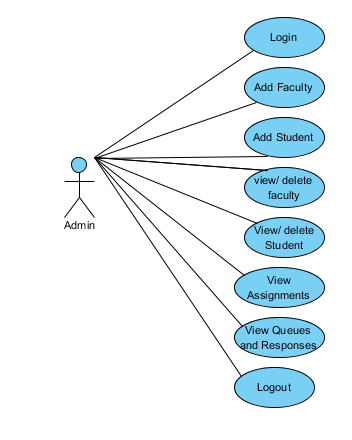 Login
Add Faculty
Add Student
view/ delete
faculty
View/ delete
Student
Admin
View
Assignments
View Queues
and Responses
Logout